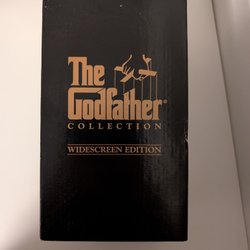 The
Godfather®
COLLECTION
WIDESCREEN EDITION